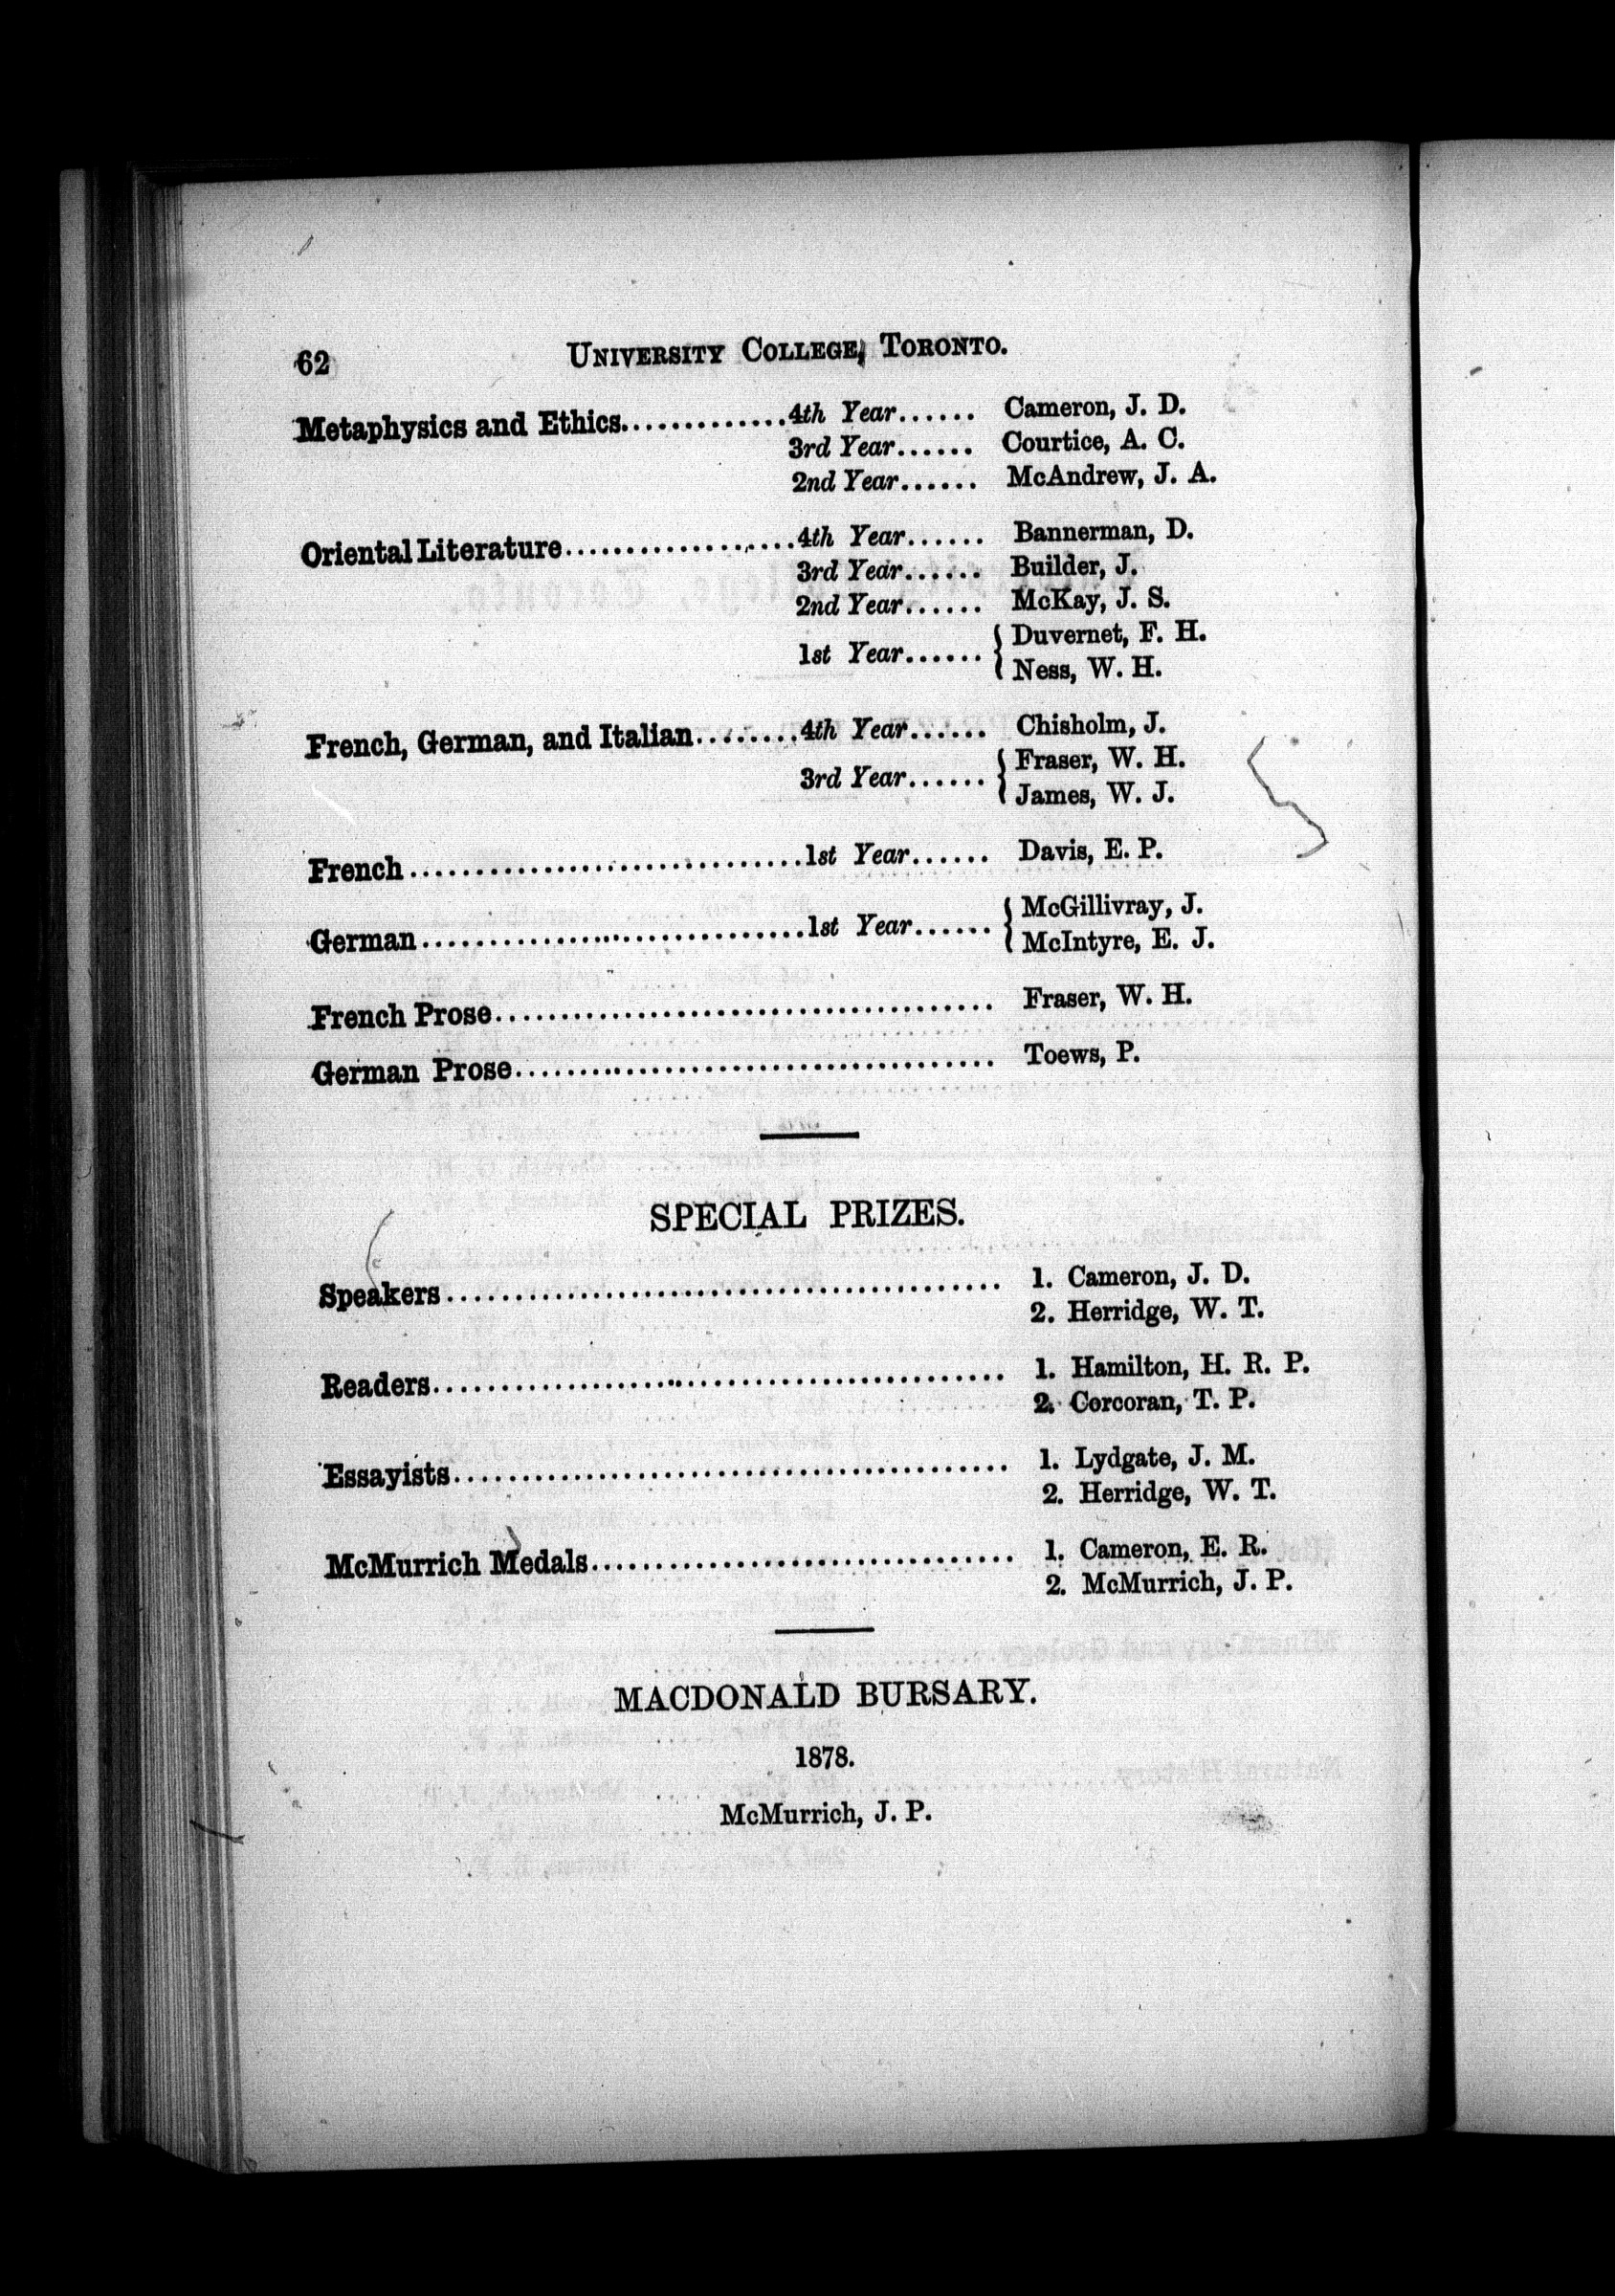 62 UNIVERSITY COLLEGE, TORONTO.
Metaphysics and Ethics.............4th Year...... Cameron, J. D.
3rd Year...... Courtice, A. C.
2nd Year...... McAndrew, J. A.
Oriental Literature..................4th Year...... Bannerman, D.
3rd Year...... Builder, J.
2nd Year...... McKay, J. S.
1st Year...... { Duvernet, F. H.
Ness, W. H.
French, German, and Italian........4th Year...... Chisholm, J.
3rd Year...... { Fraser, W. H.
James, W. J.
French..............................1st Year...... Davis, E. P.
German.............................1st Year...... { McGillivray, J.
McIntyre, E. J.
French Prose...................................... Fraser, W. H.
German Prose..................................... Toews, P.
SPECIAL PRIZES.
Speakers.......................................... 1. Cameron, J. D.
2. Herridge, W. T.
Readers........................................... 1. Hamilton, H. R. P.
2. Corcoran, T. P.
Essayists.......................................... 1. Lydgate, J. M.
2. Herridge, W. T.
McMurrich Medals................................ 1. Cameron, E. R.
2. McMurrich, J. P.
MACDONALD BURSARY.
1878.
McMurrich, J. P.